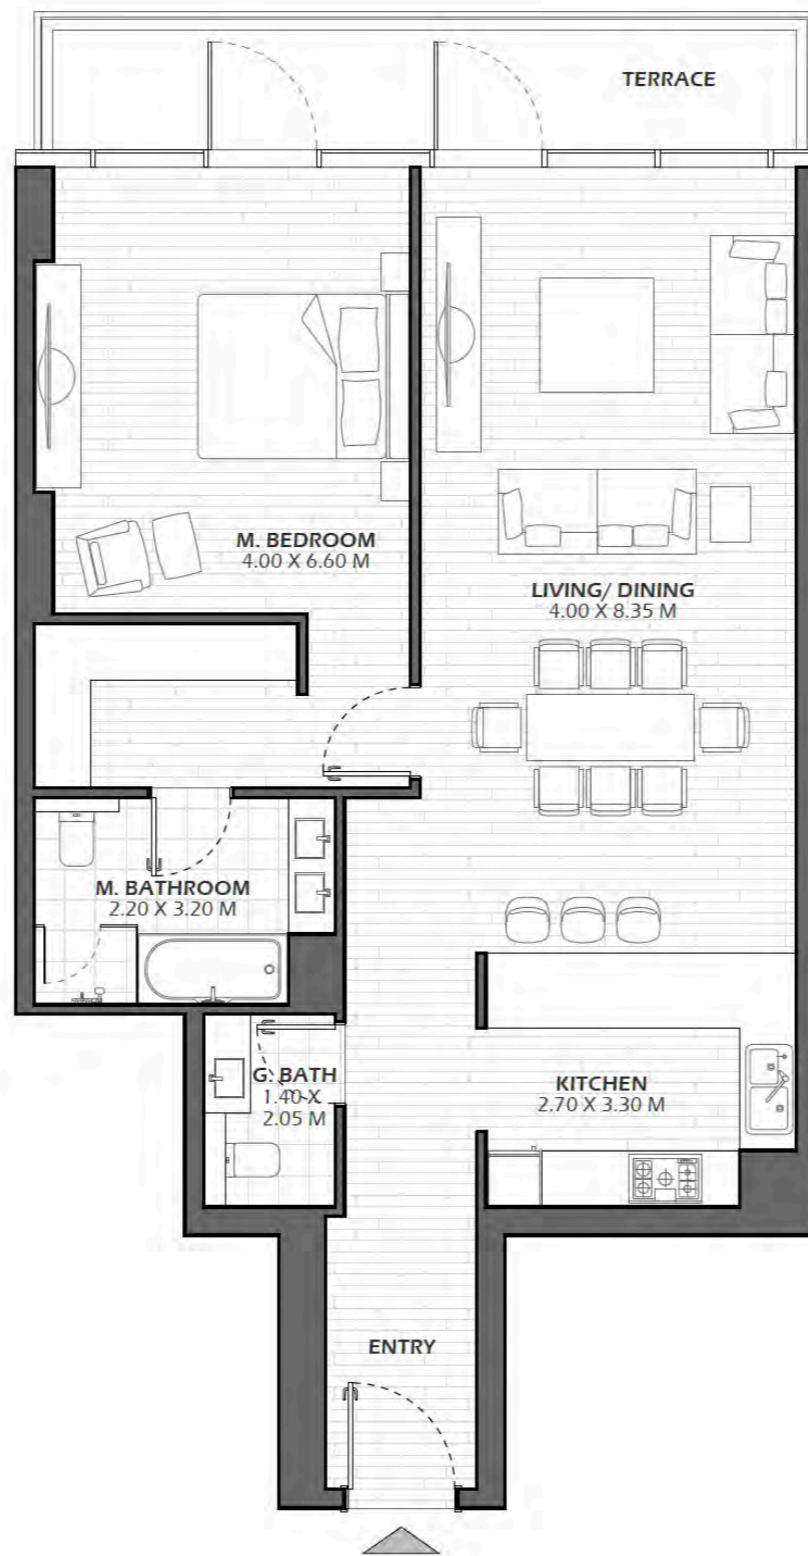 TERRACE
M. BEDROOM
4.00 X 6.60 M
LIVING/ DINING
4.00 X 8.35 M
M. BATHROOM
2.20 X 3.20 M
G. BATH
1.40 X
2.05 M
KITCHEN
2.70 X 3.30 M
ENTRY